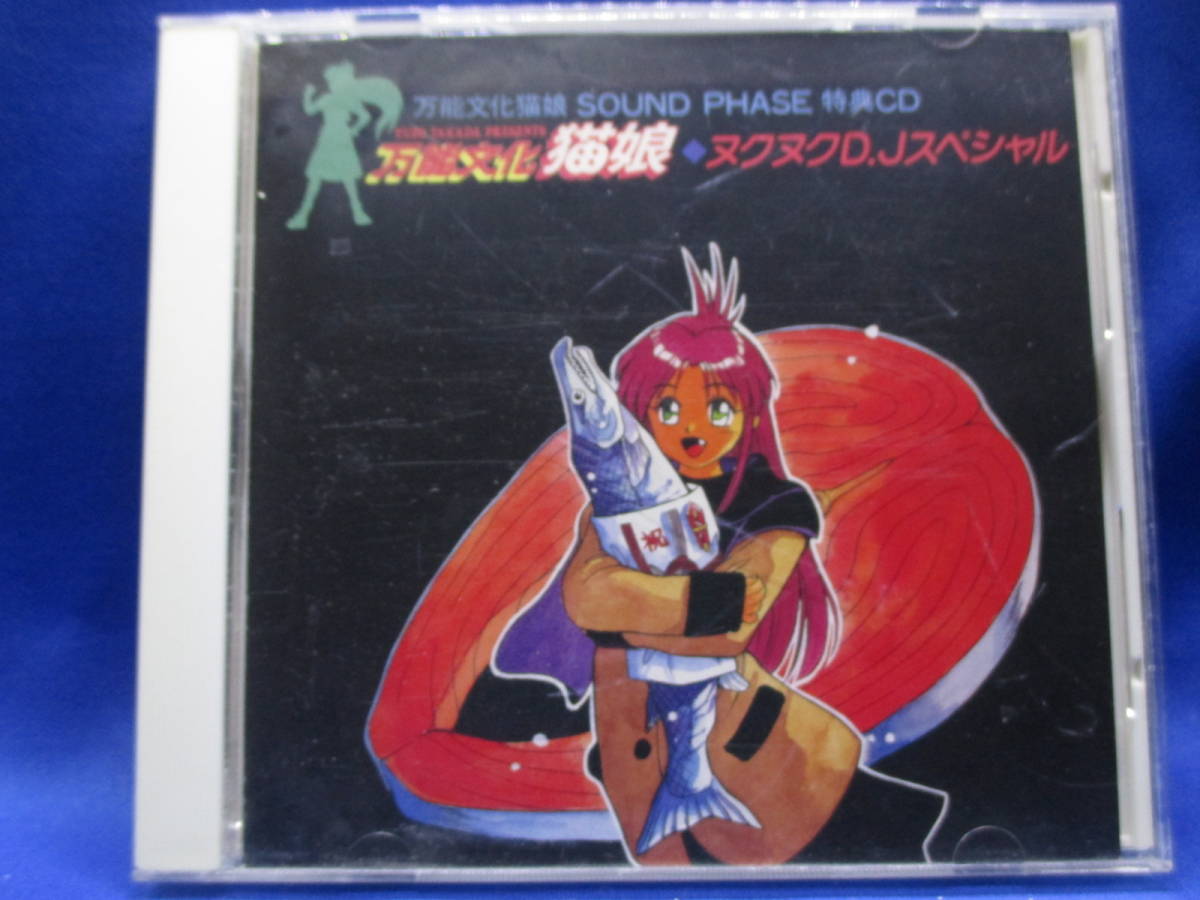 万能文化猫娘 SOUND PHASE 特典CD
YUZO TAKADA PRESENTS
万能文化猫娘◆ヌクヌクD.Jスペシャル
祝